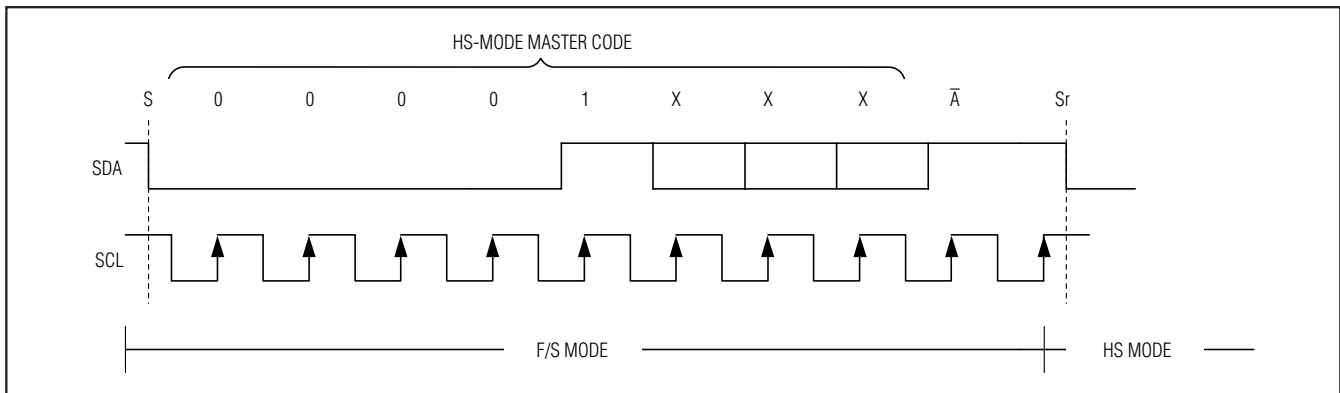 HS-MODE MASTER CODE
S 0 0 0 0 1 X X X A̅ Sr
SDA
SCL
F/S MODE HS MODE